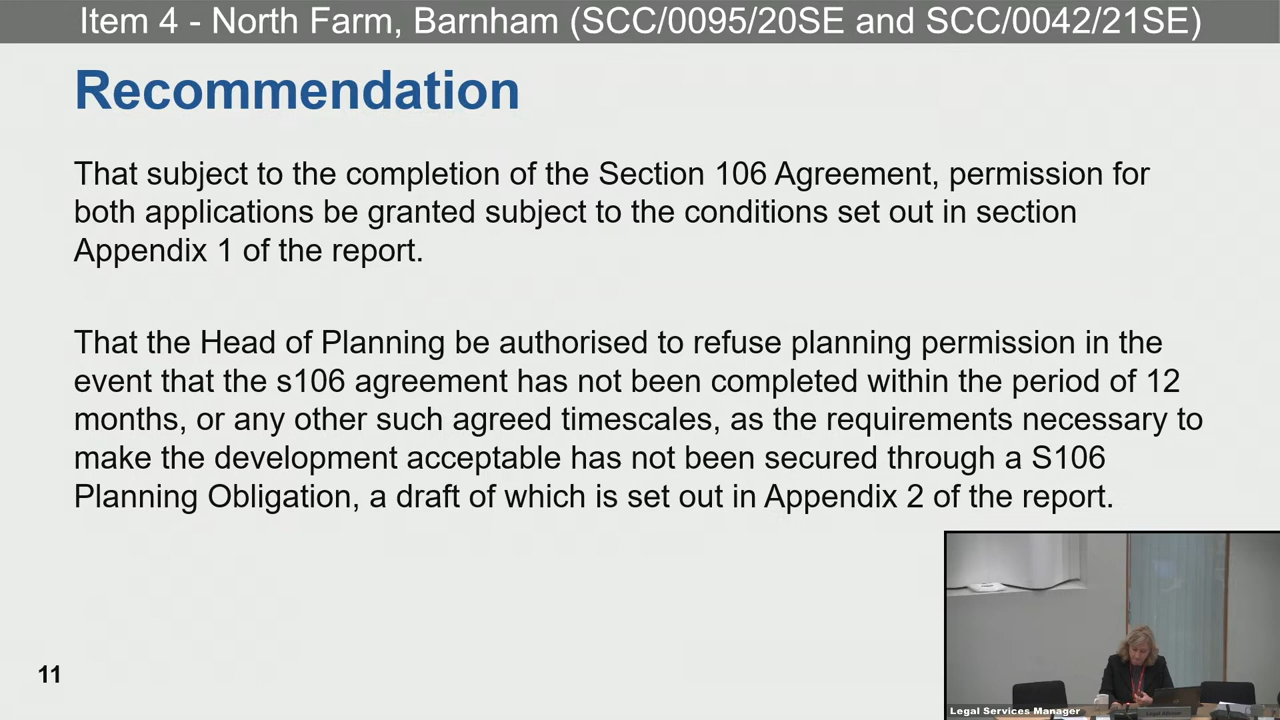 Item 4 - North Farm, Barnham (SCC/0095/20SE and SCC/0042/21SE)
Recommendation
That subject to the completion of the Section 106 Agreement, permission for
both applications be granted subject to the conditions set out in section
Appendix 1 of the report.
That the Head of Planning be authorised to refuse planning permission in the
event that the s106 agreement has not been completed within the period of 12
months, or any other such agreed timescales, as the requirements necessary to
make the development acceptable has not been secured through a S106
Planning Obligation, a draft of which is set out in Appendix 2 of the report.
11
Legal Services Manager